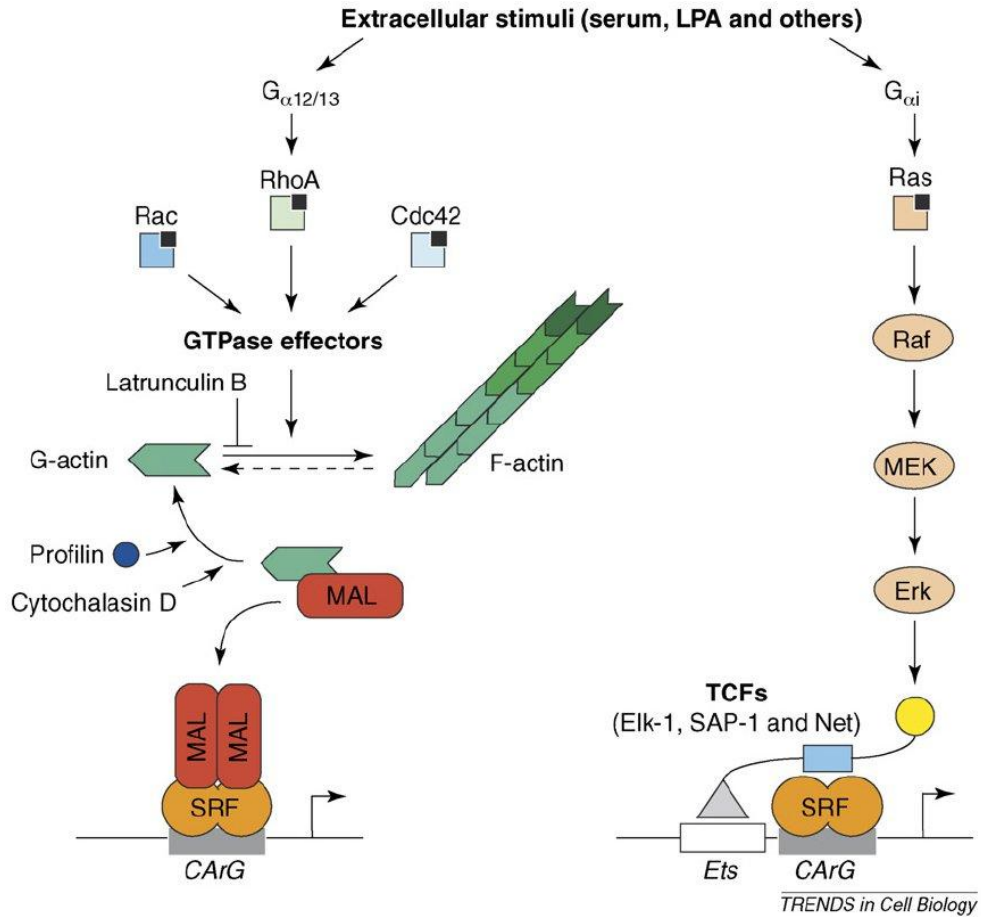 Extracellular stimuli (serum, LPA and others)
Gα12/13
Gαi
RhoA
Ras
Rac
Cdc42
GTPase effectors
Raf
Latrunculin B
G-actin
F-actin
MEK
Profilin
Cytochalasin D
MAL
Erk
TCFs
(Elk-1, SAP-1 and Net)
MAL
MAL
SRF
SRF
CArG
Ets
CArG
TRENDS in Cell Biology